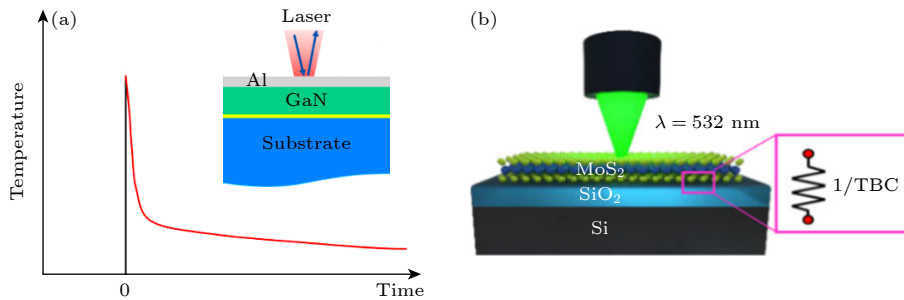 (a)
Laser
Al
GaN
Substrate
Temperature
0
Time
(b)
λ = 532 nm
MoS₂
SiO₂
Si
1/TBC